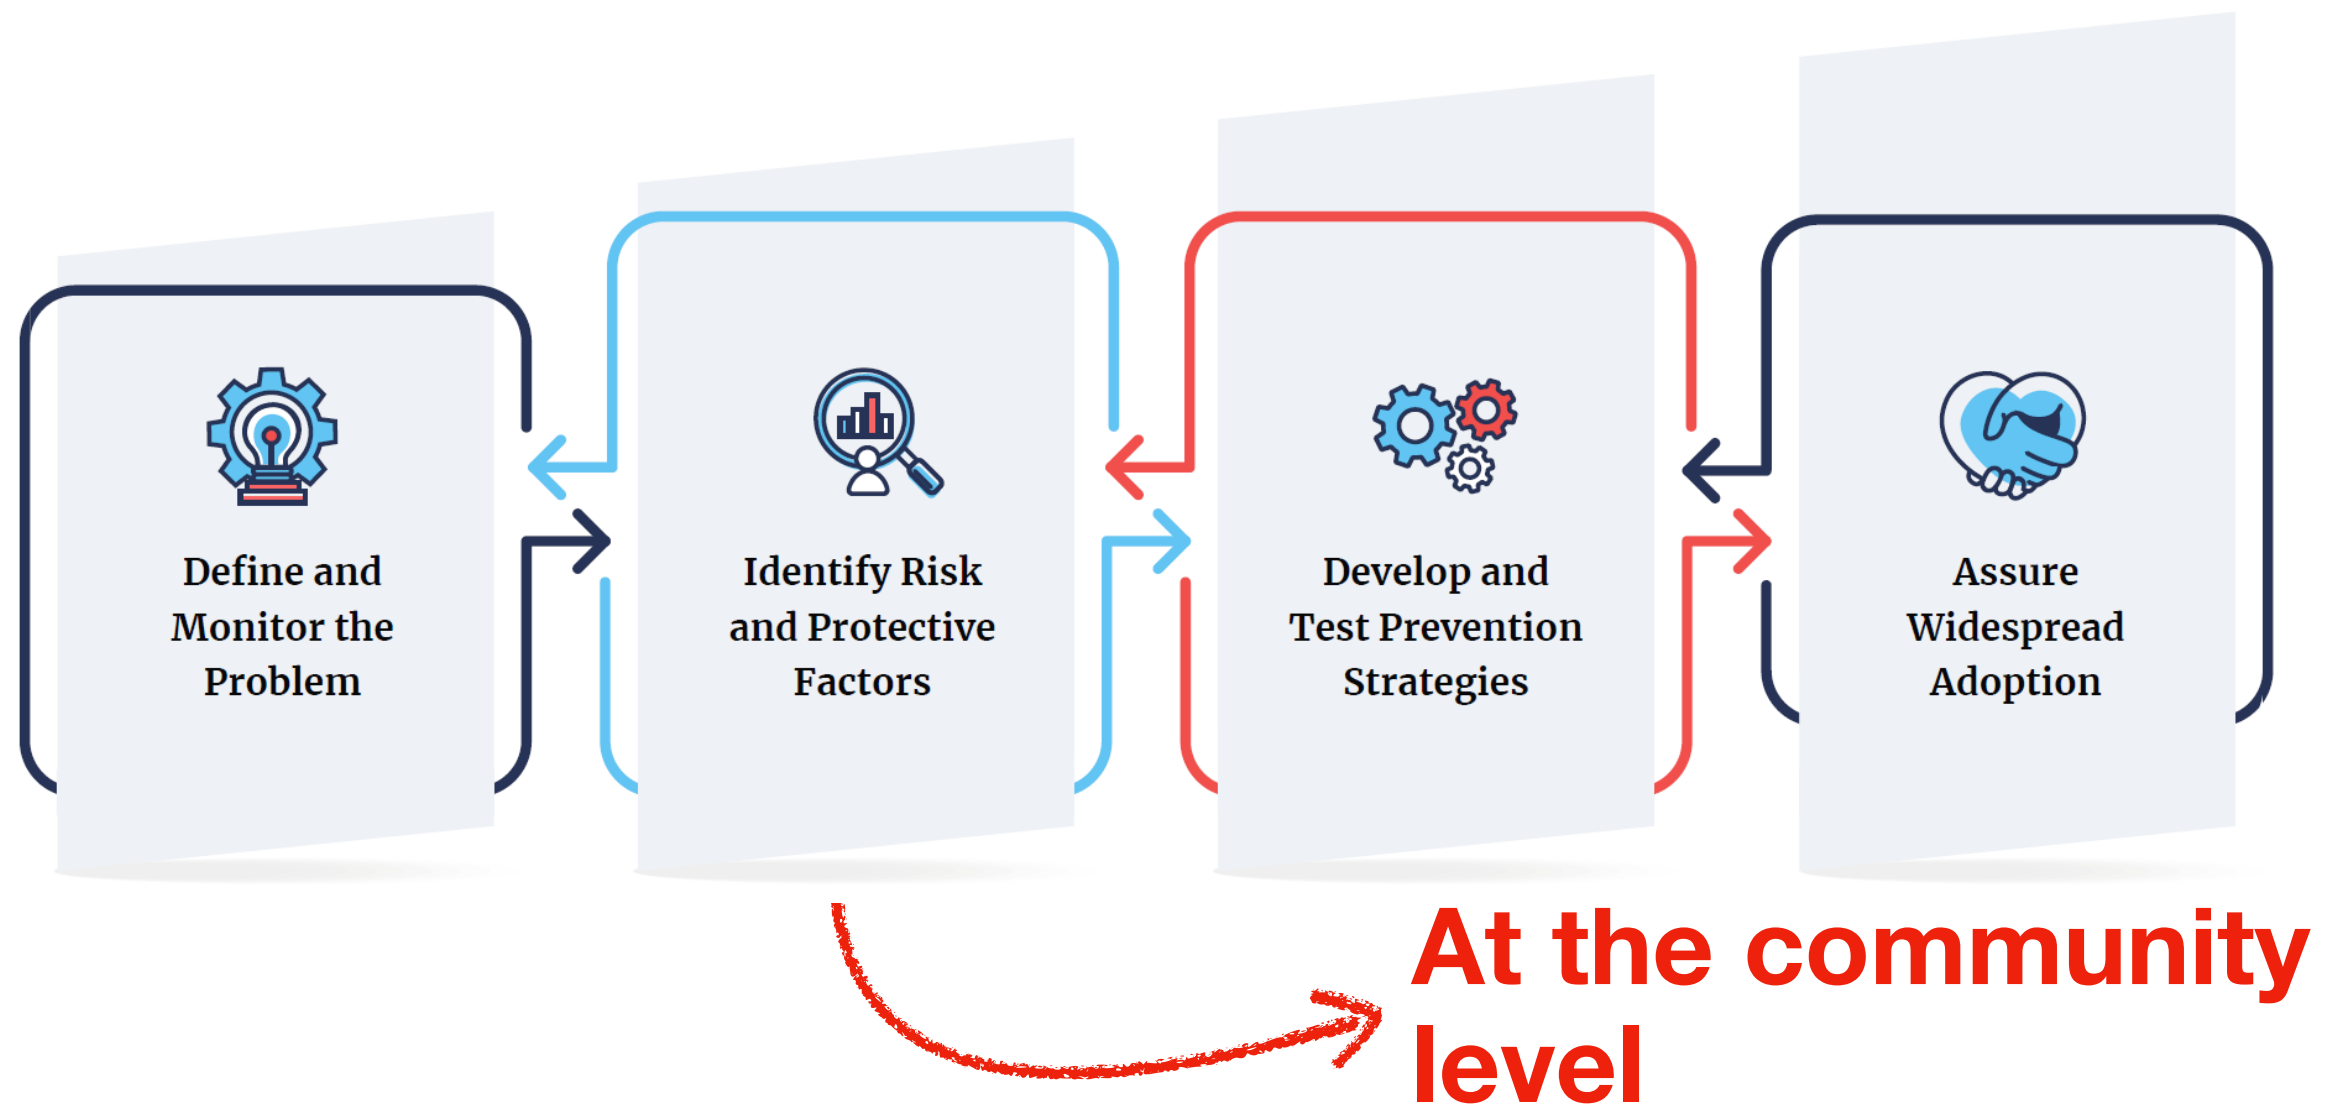 Define and
Monitor the
Problem
Identify Risk
and Protective
Factors
Develop and
Test Prevention
Strategies
Assure
Widespread
Adoption
At the community
level